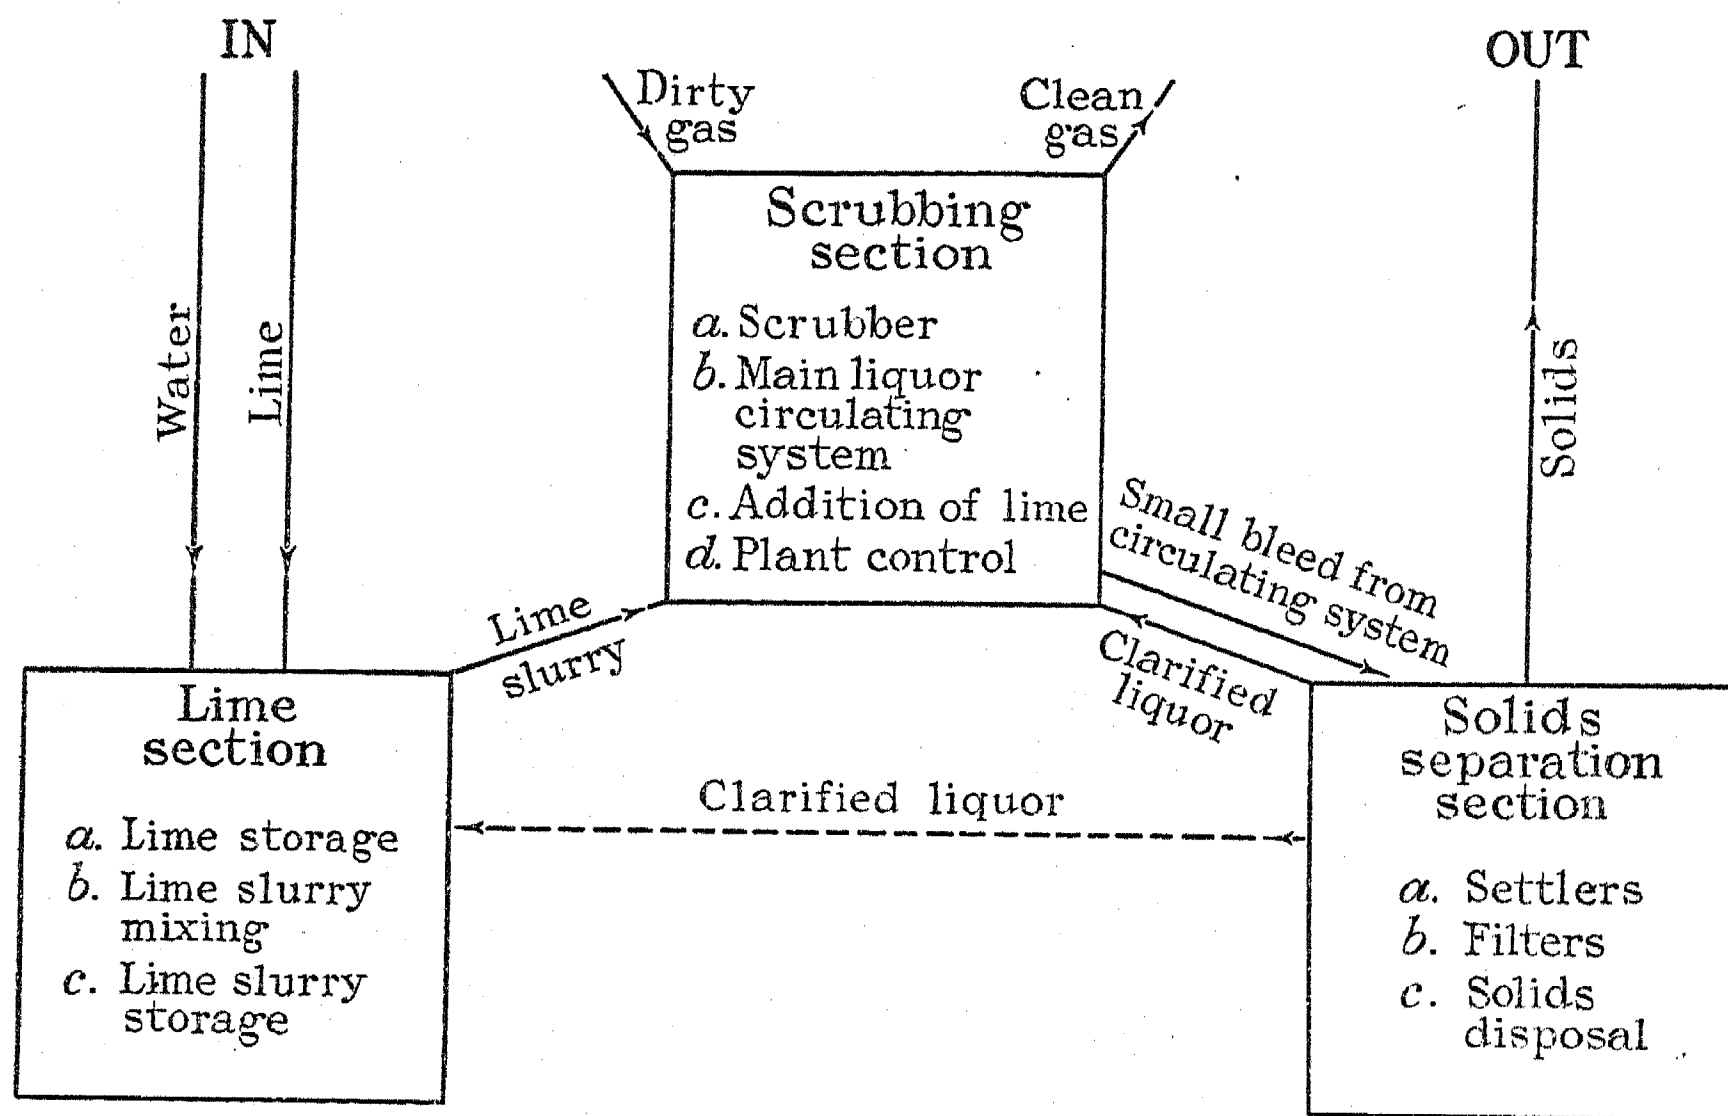 IN
OUT
Dirty
gas
Clean
gas
Water
Lime
Scrubbing
section
a. Scrubber
b. Main liquor
circulating
system
c. Addition of lime
d. Plant control
Solids
Small bleed from
circulating system
Lime
slurry
Clarified
liquor
Lime
section
a. Lime storage
b. Lime slurry
mixing
c. Lime slurry
storage
Clarified liquor
Solids
separation
section
a. Settlers
b. Filters
c. Solids
disposal